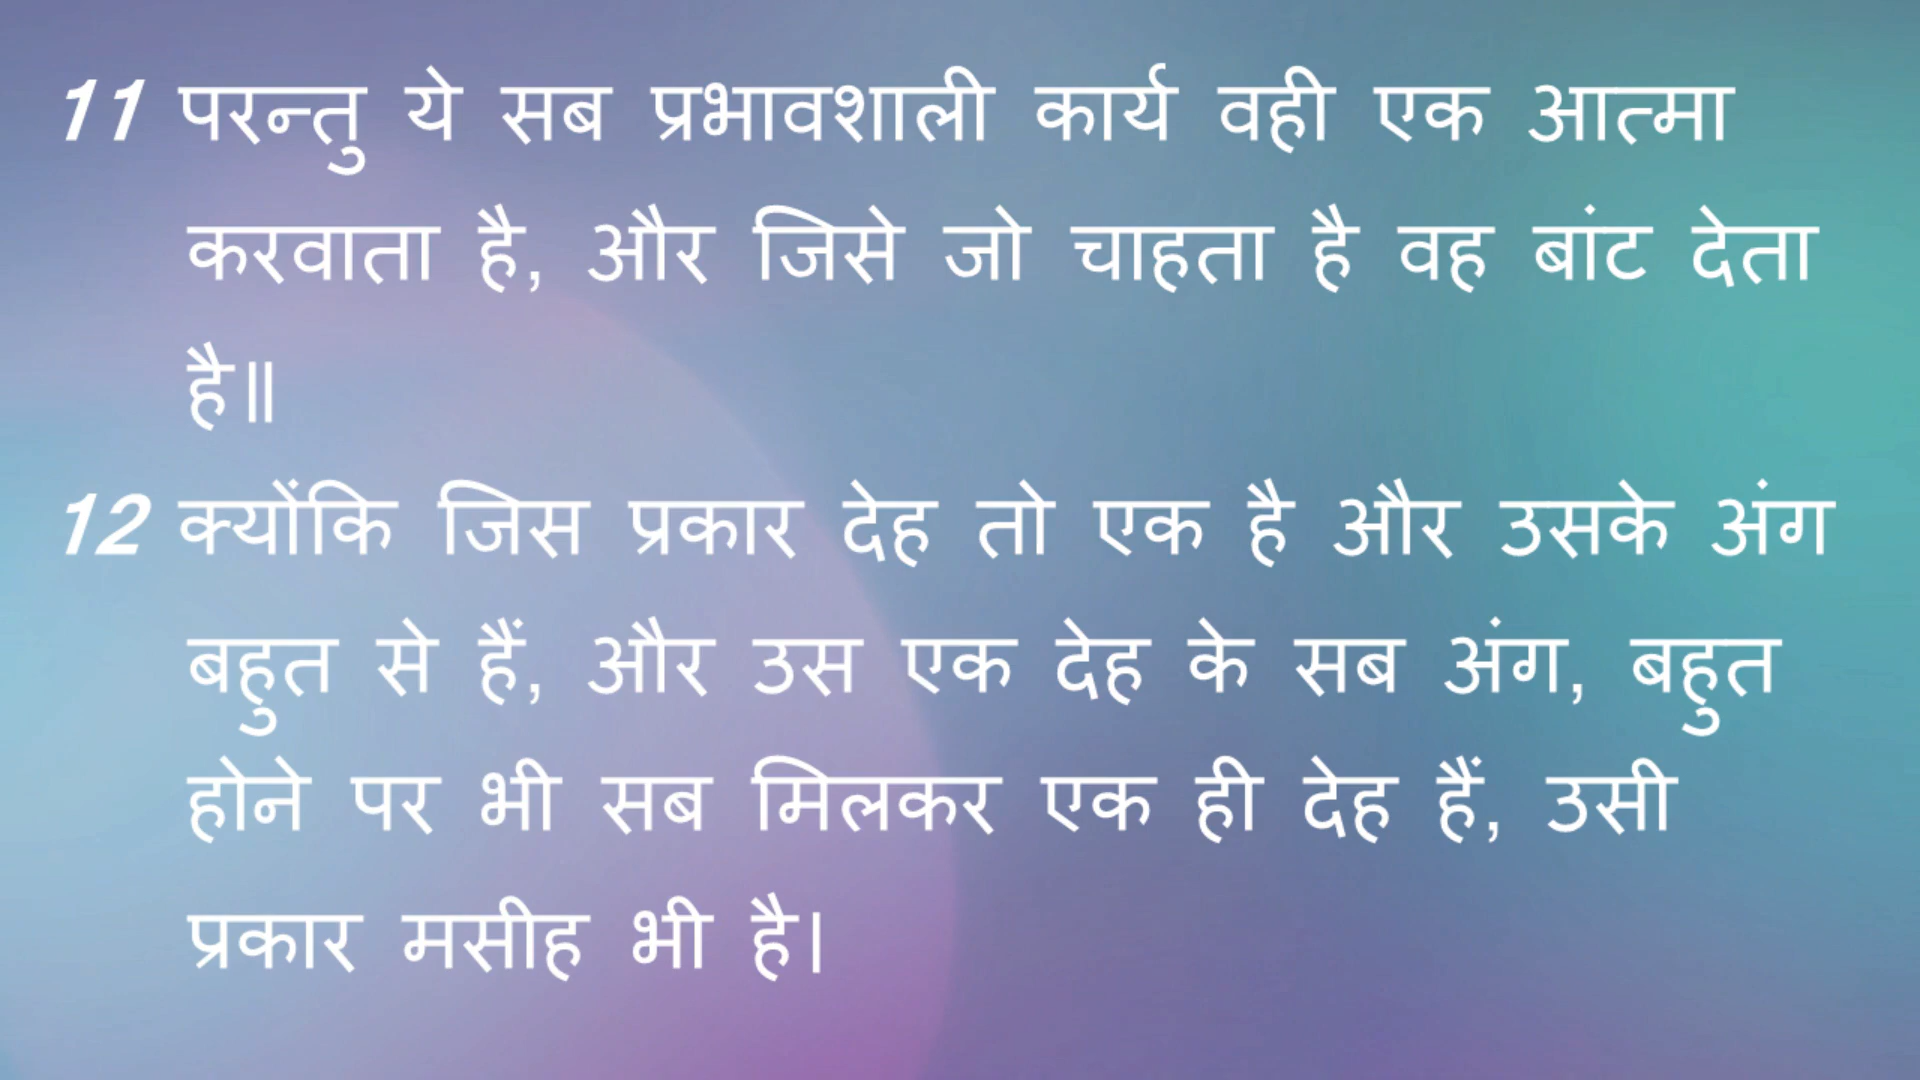 11 परन्तु ये सब प्रभावशाली कार्य वही एक आत्मा
करवाता है, और जिसे जो चाहता है वह बांट देता
है॥
12 क्योंकि जिस प्रकार देह तो एक है और उसके अंग
बहुत से हैं, और उस एक देह के सब अंग, बहुत
होने पर भी सब मिलकर एक ही देह हैं, उसी
प्रकार मसीह भी है।